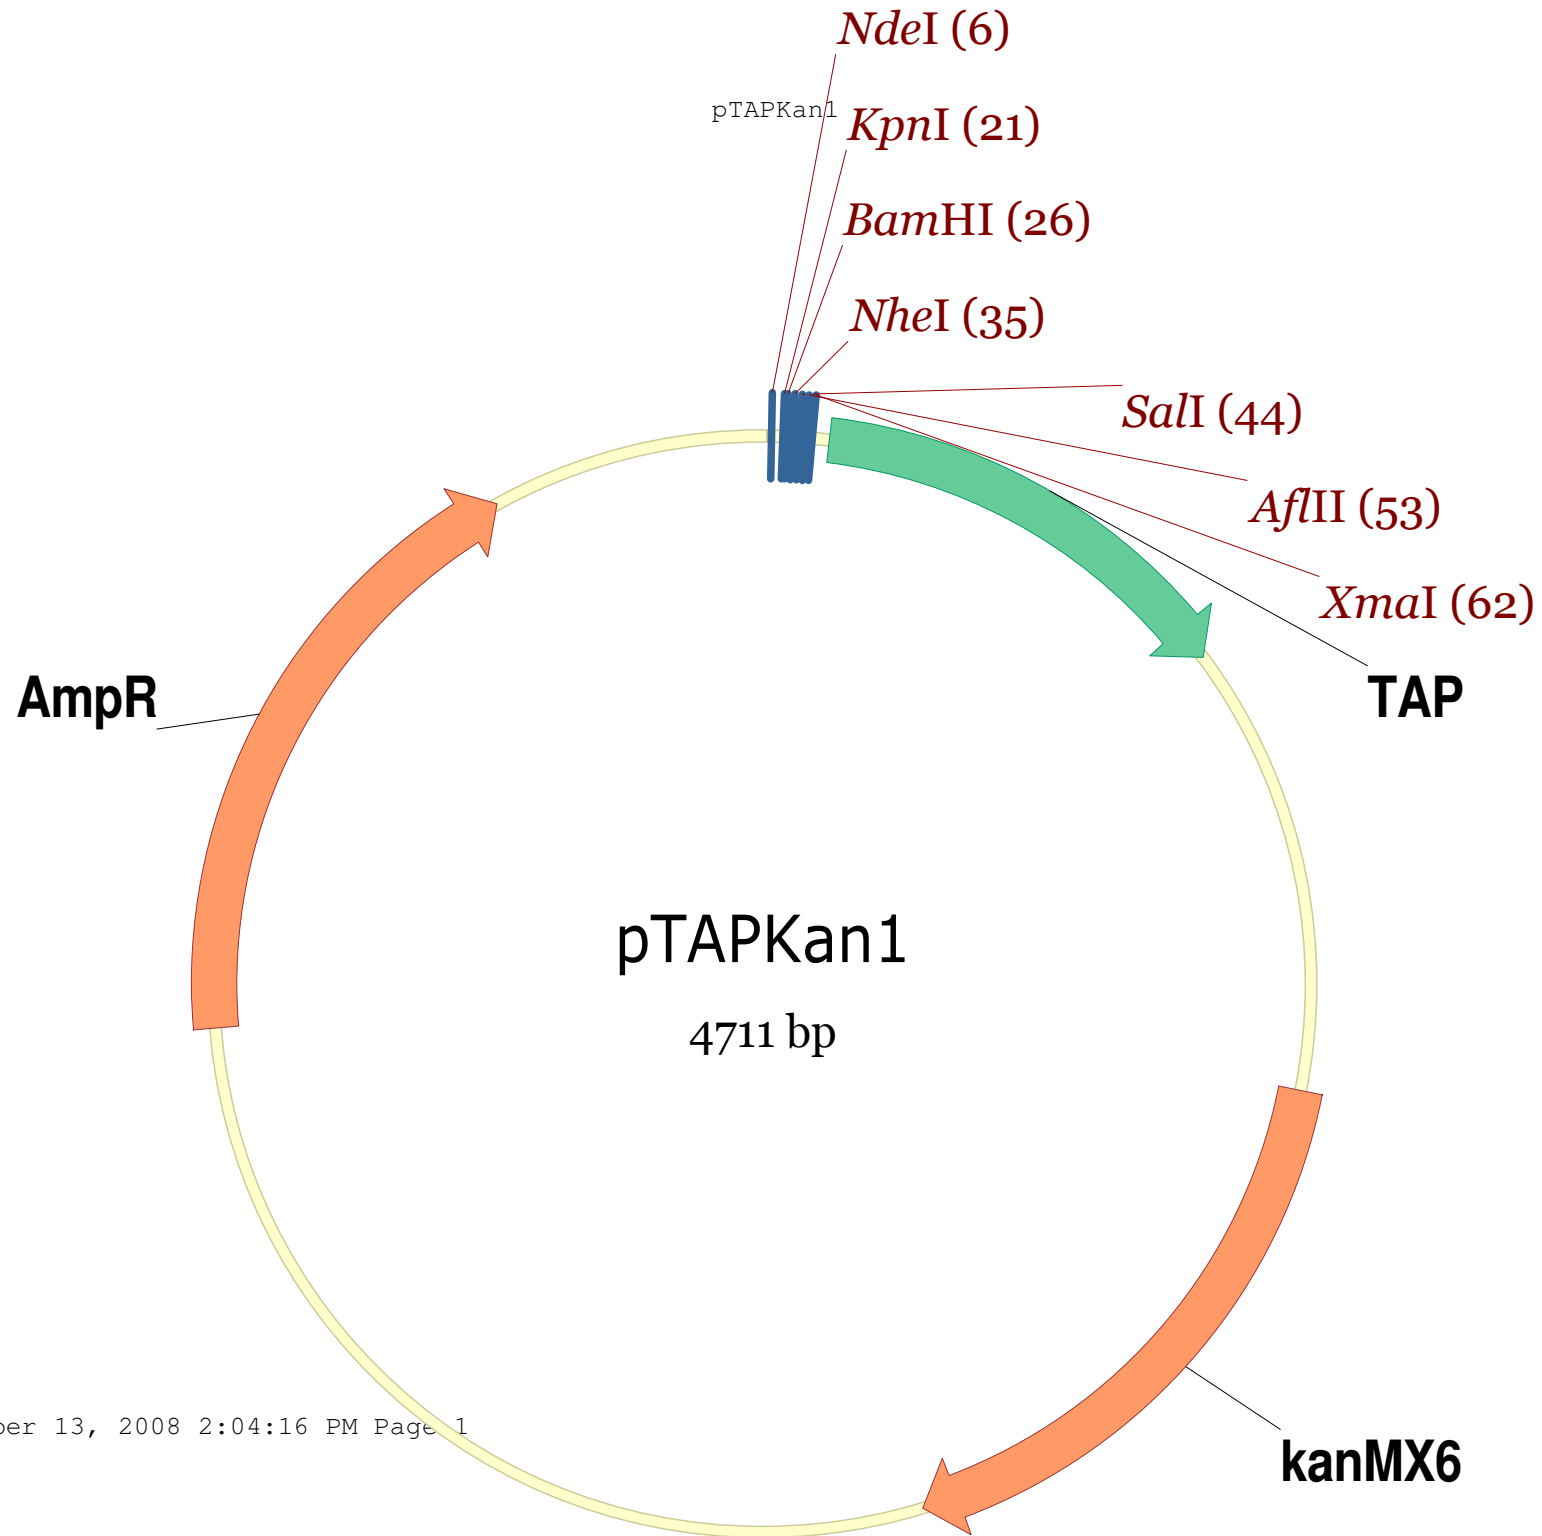 NdeI (6)
pTAPKan1
KpnI (21)
BamHI (26)
NheI (35)
SalI (44)
AflII (53)
XmaI (62)
AmpR
TAP
pTAPKan1
4711 bp
13, 2008 2:04:16 PM Page 1
kanMX6